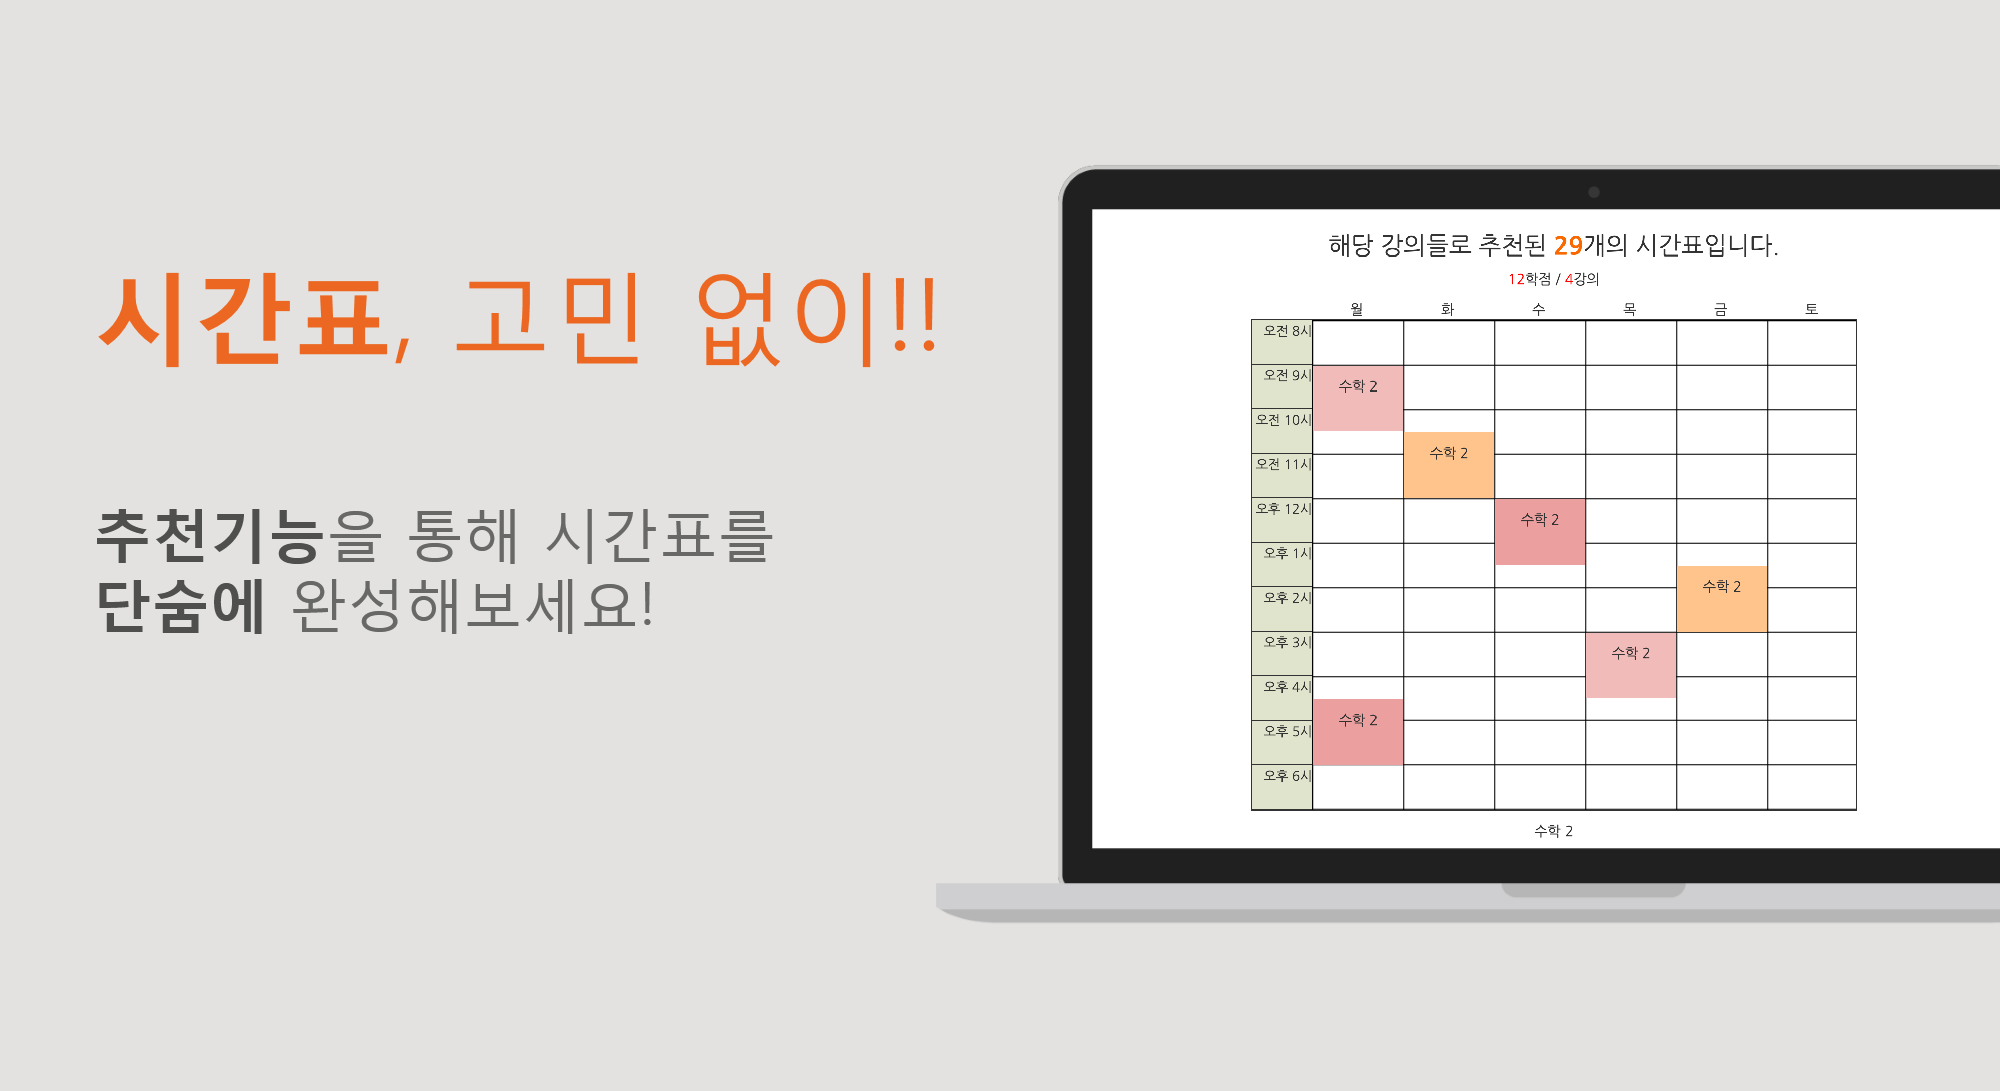 시간표, 고민 없이!!
추천기능을 통해 시간표를
단숨에 완성해보세요!
해당 강의들로 추천된 29개의 시간표입니다.
12학점 / 4강의
월 화 수 목 금 토
오전 8시
오전 9시
수학 2
오전 10시
수학 2
오전 11시
오후 12시
수학 2
오후 1시
수학 2
오후 2시
오후 3시
수학 2
오후 4시
수학 2
오후 5시
오후 6시
수학 2